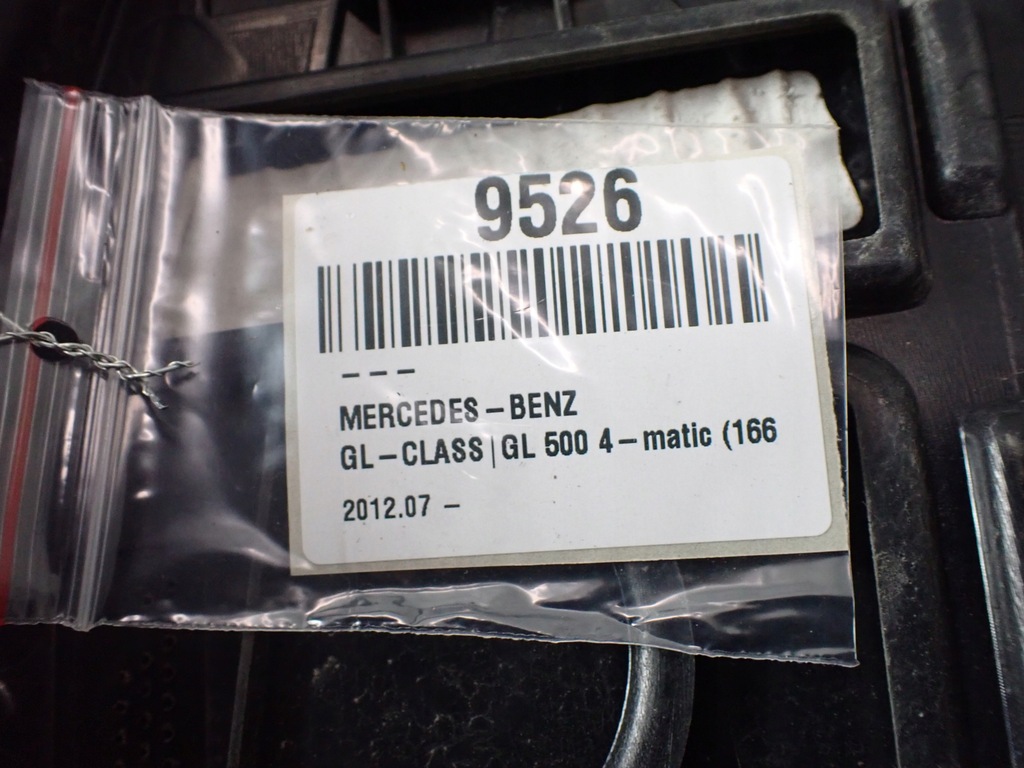 9526
---
MERCEDES-BENZ
GL-CLASS|GL 500 4-matic (166
2012.07 -